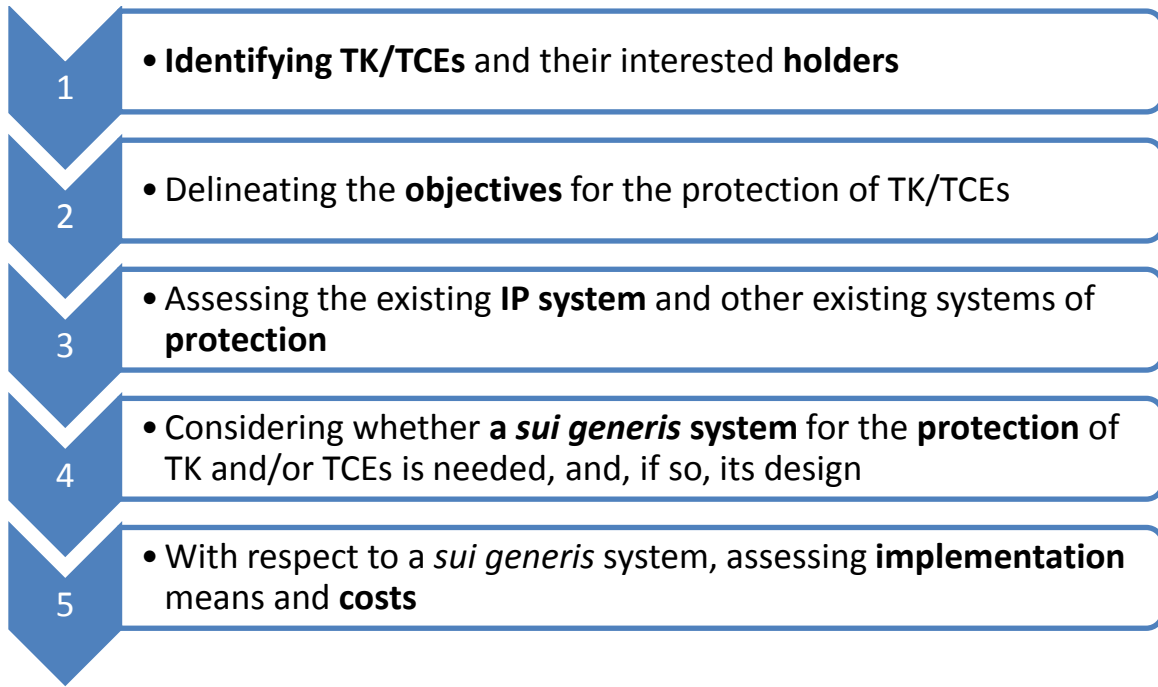 1
• Identifying TK/TCEs and their interested holders
2
• Delineating the objectives for the protection of TK/TCEs
3
• Assessing the existing IP system and other existing systems of
protection
4
• Considering whether a sui generis system for the protection of
TK and/or TCEs is needed, and, if so, its design
5
• With respect to a sui generis system, assessing implementation
means and costs